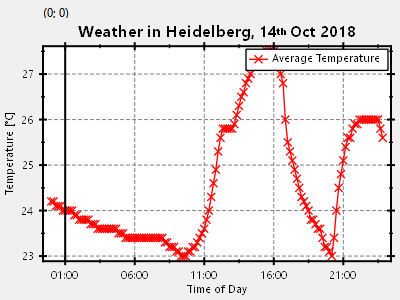 (0; 0)
Weather in Heidelberg, 14th Oct 2018
Average Temperature
Temperature [°C]
27
26
25
24
23
01:00 06:00 11:00 16:00 21:00
Time of Day